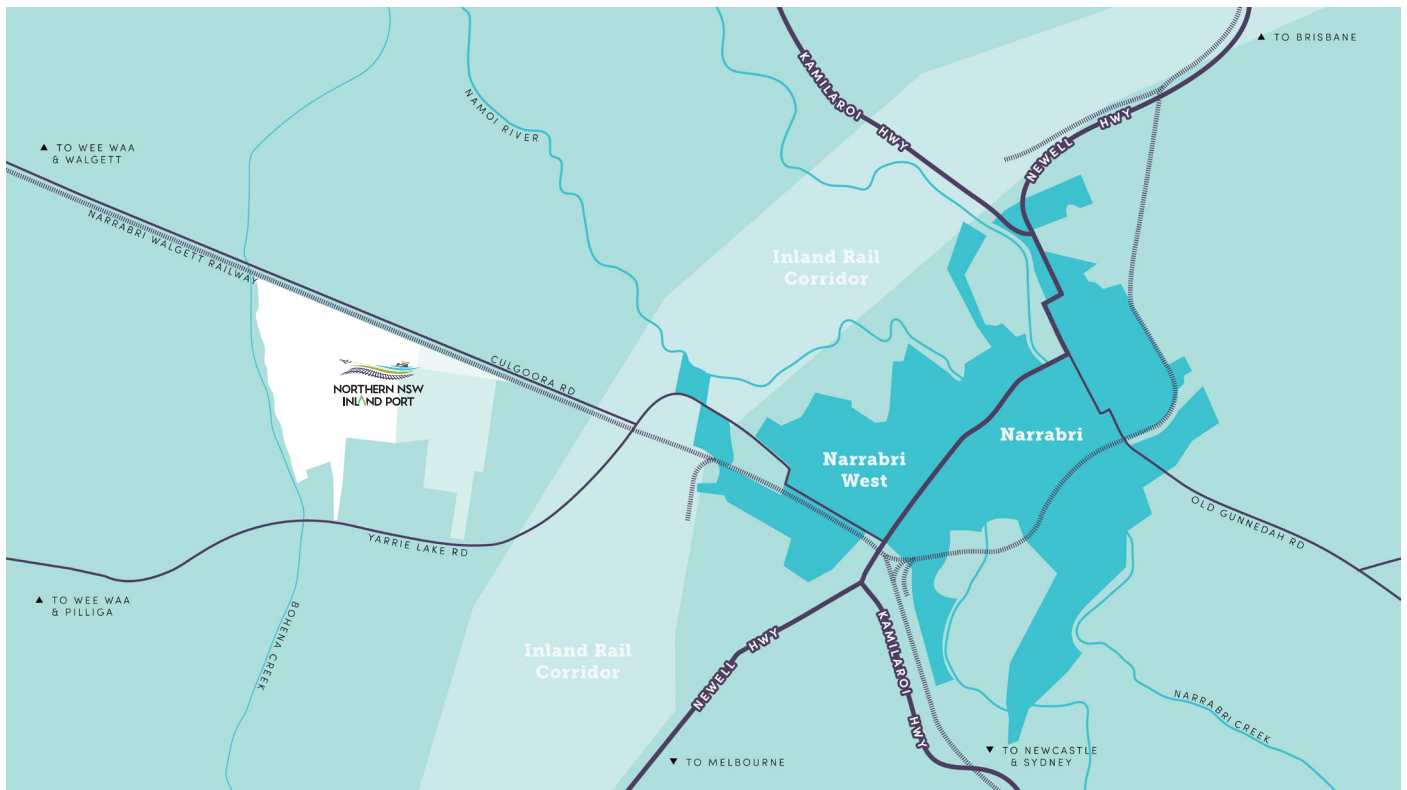 ▲ TO BRISBANE
KAMILAROI HWY
NEWELL HWY
NAMOI RIVER
▲ TO WEE WAA
& WALGETT
NARRABRI WALGETT RAILWAY
Inland Rail
Corridor
CULGOORA RD
NORTHERN NSW
INLAND PORT
Narrabri
Narrabri
West
OLD GUNNEDAH RD
YARRIE LAKE RD
▲ TO WEE WAA
& PILLIGA
BOHENA CREEK
Inland Rail
Corridor
NEWELL HWY
KAMILAROI HWY
NARRABRI CREEK
▼ TO MELBOURNE
▼ TO NEWCASTLE
& SYDNEY